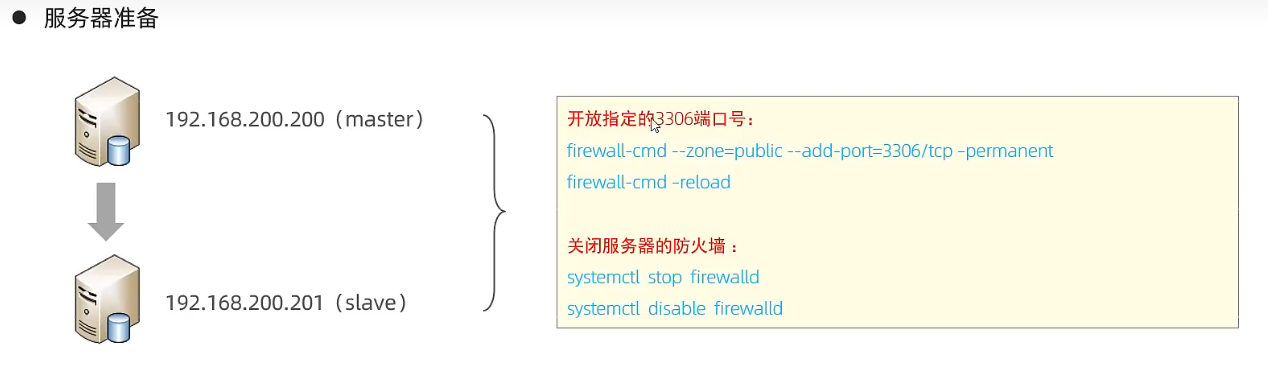 ● 服务器准备
192.168.200.200（master）
192.168.200.201（slave）
开放指定的3306端口号：
firewall-cmd --zone=public --add-port=3306/tcp -permanent
firewall-cmd -reload
关闭服务器的防火墙 ：
systemctl stop firewalld
systemctl disable firewalld